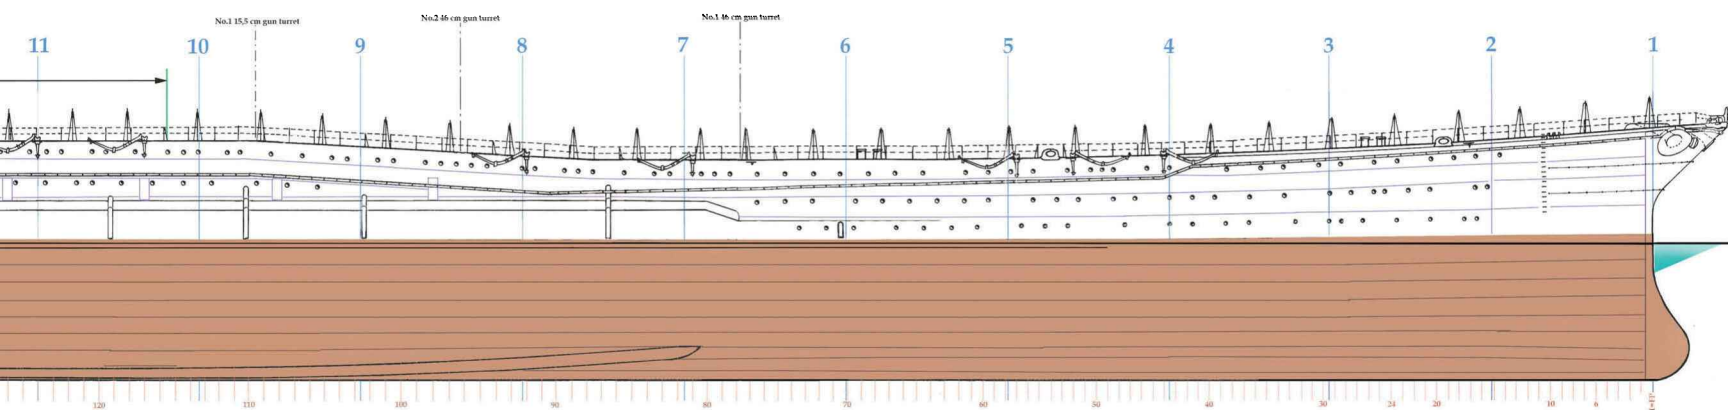 No.1 15,5 cm gun turret
No.2 46 cm gun turret
No.1 46 cm gun turret
11 10 9 8 7 6 5 4 3 2 1
120 110 100 90 80 70 60 50 40 30 24 20 10 6